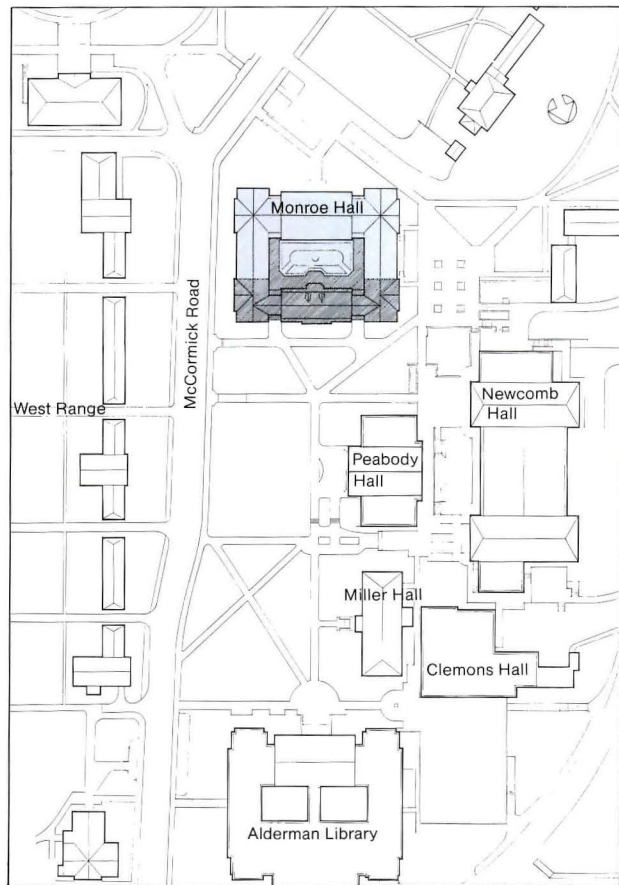 Monroe Hall
McCormick Road
West Range
Newcomb
Hall
Peabody
Hall
Miller Hall
Clemons Hall
Alderman Library